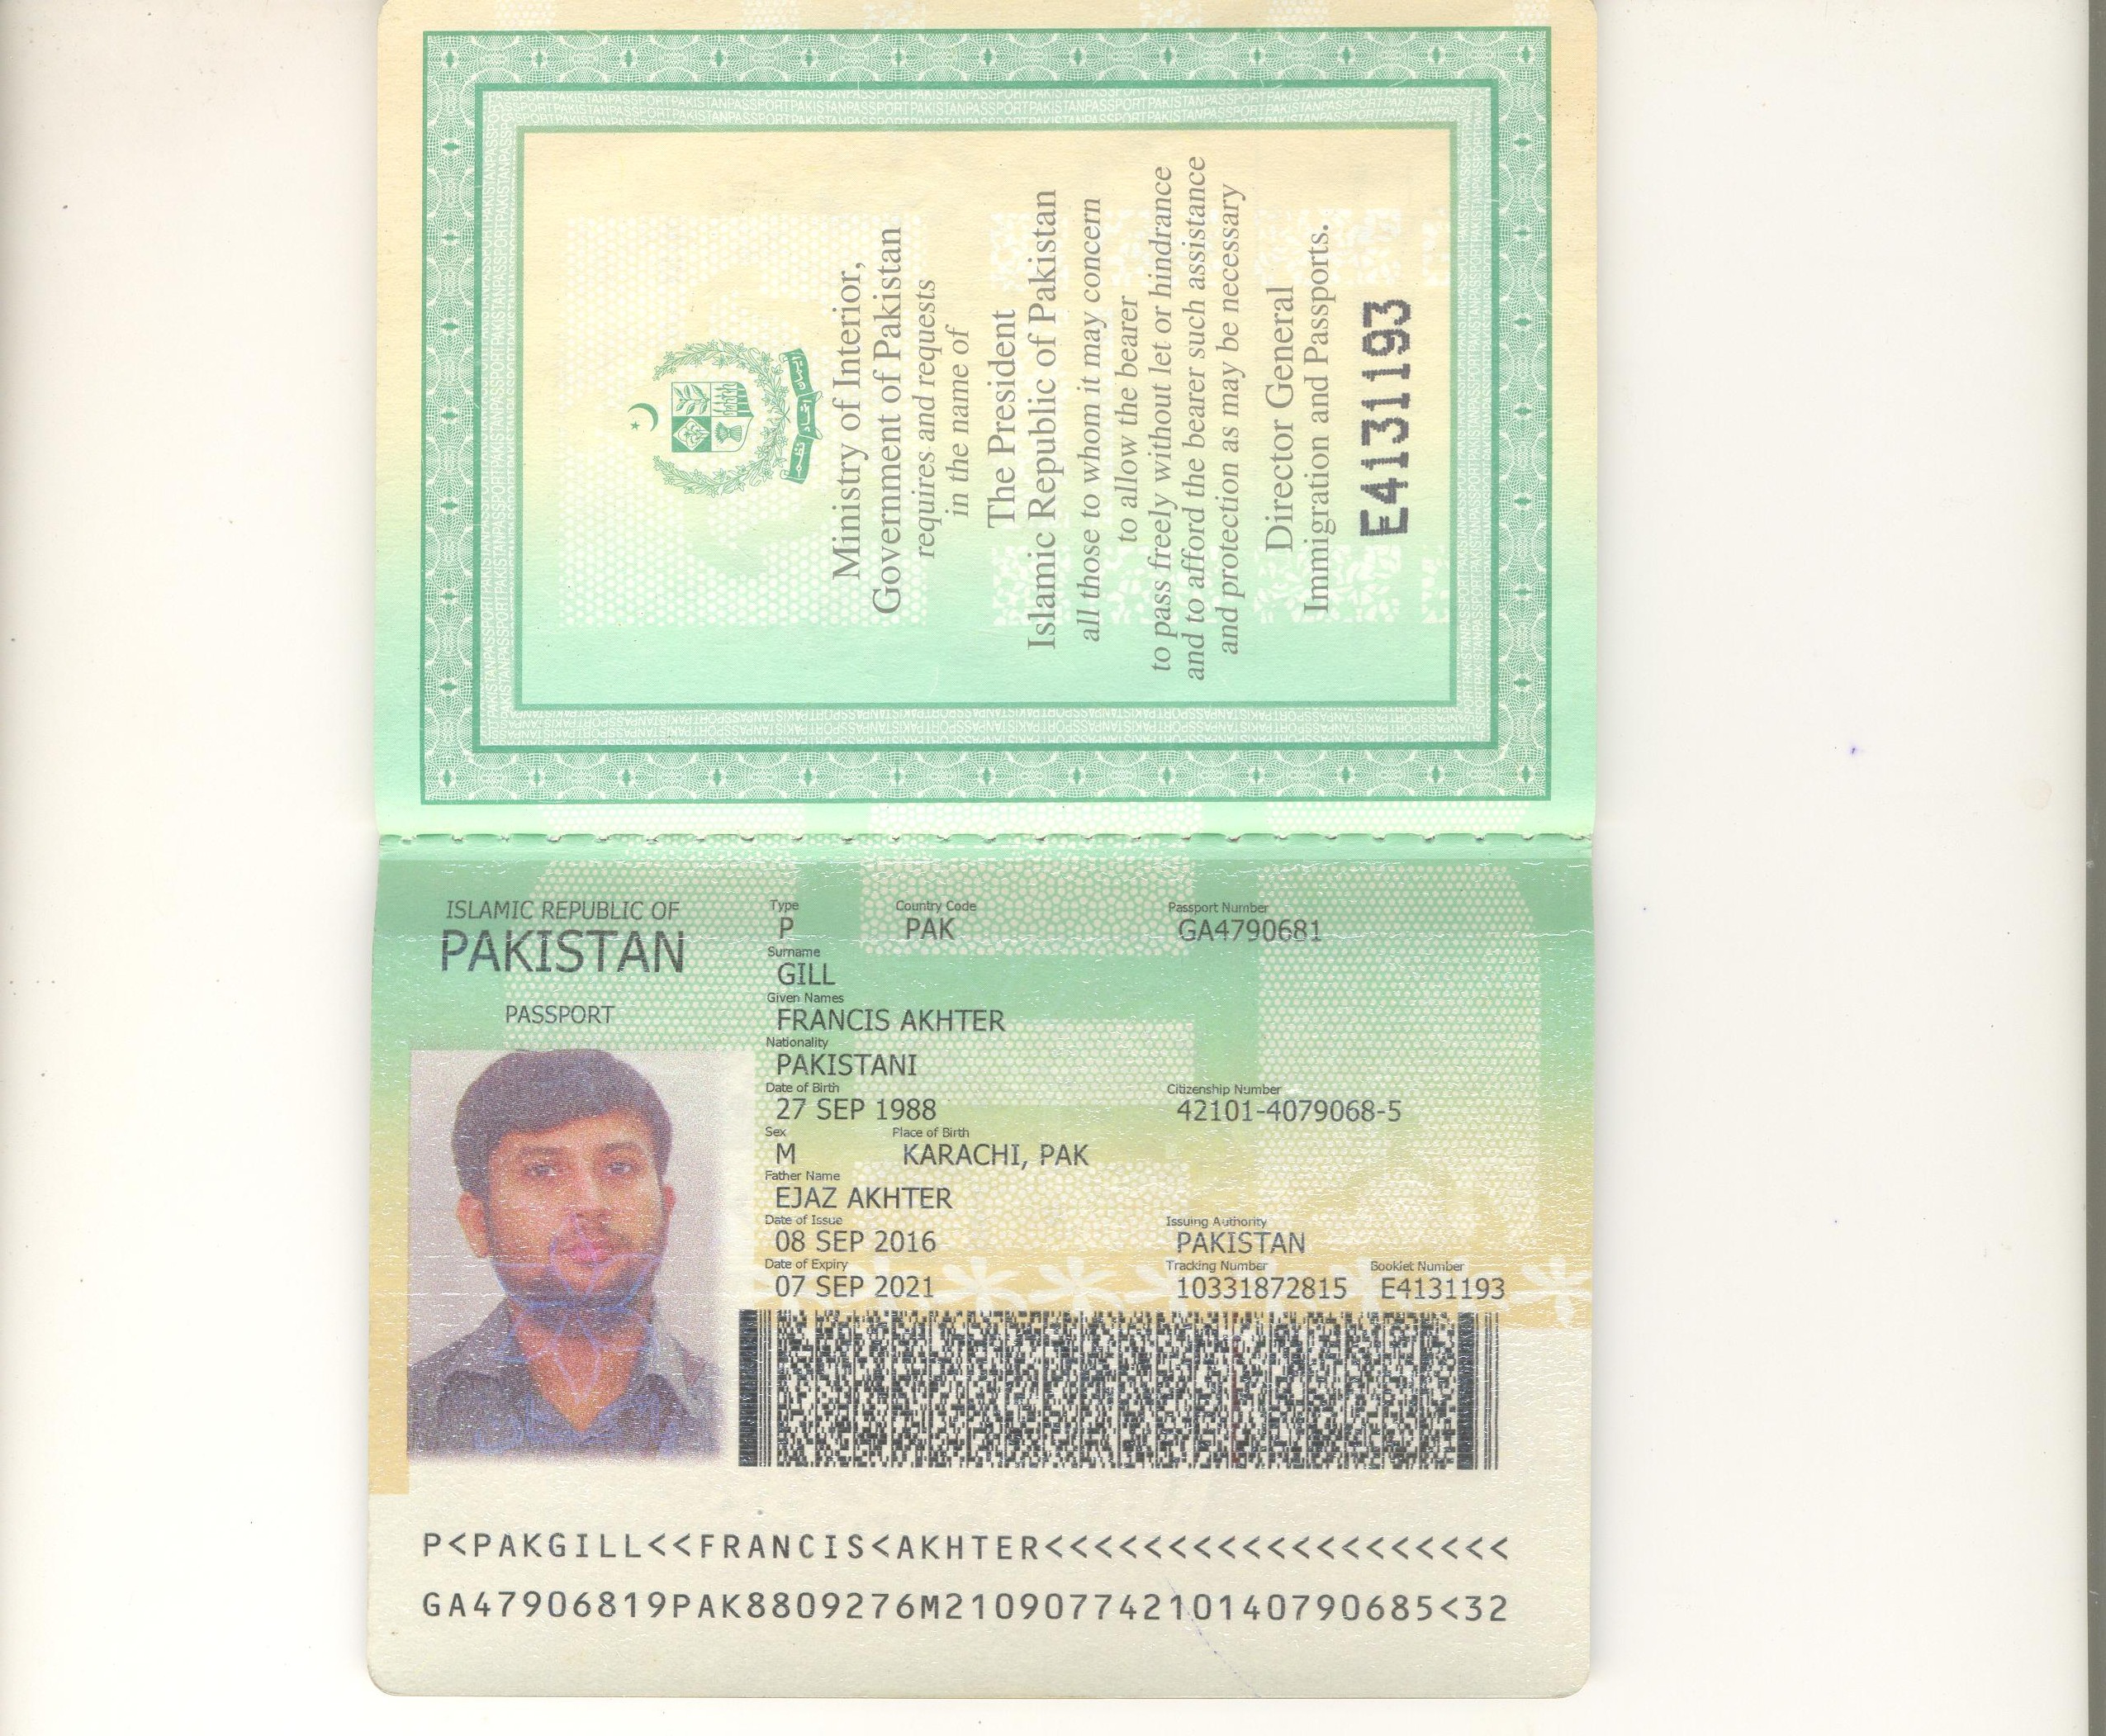 Ministry of Interior,
Government of Pakistan
requires and requests
in the name of
The President
Islamic Republic of Pakistan
all those to whom it may concern
to allow the bearer
to pass freely without let or hindrance
and to afford the bearer such assistance
and protection as may be necessary
Director General
Immigration and Passports.
E4131193
ISLAMIC REPUBLIC OF
PAKISTAN
PASSPORT
Type Country Code Passport Number
P PAK GA4790681
Surname
GILL
Given Names
FRANCIS AKHTER
Nationality
PAKISTANI
Date of Birth Citizenship Number
27 SEP 1988 42101-4079068-5
Sex Place of Birth
M KARACHI, PAK
Father Name
EJAZ AKHTER
Date of Issue Issuing Authority
08 SEP 2016 PAKISTAN
Date of Expiry Tracking Number Booklet Number
07 SEP 2021 10331872815 E4131193
P<PAKGILL<<FRANCIS<AKHTER<<<<<<<<<<<<<<<<<<<
GA47906819PAK8809276M21090774210140790685<32